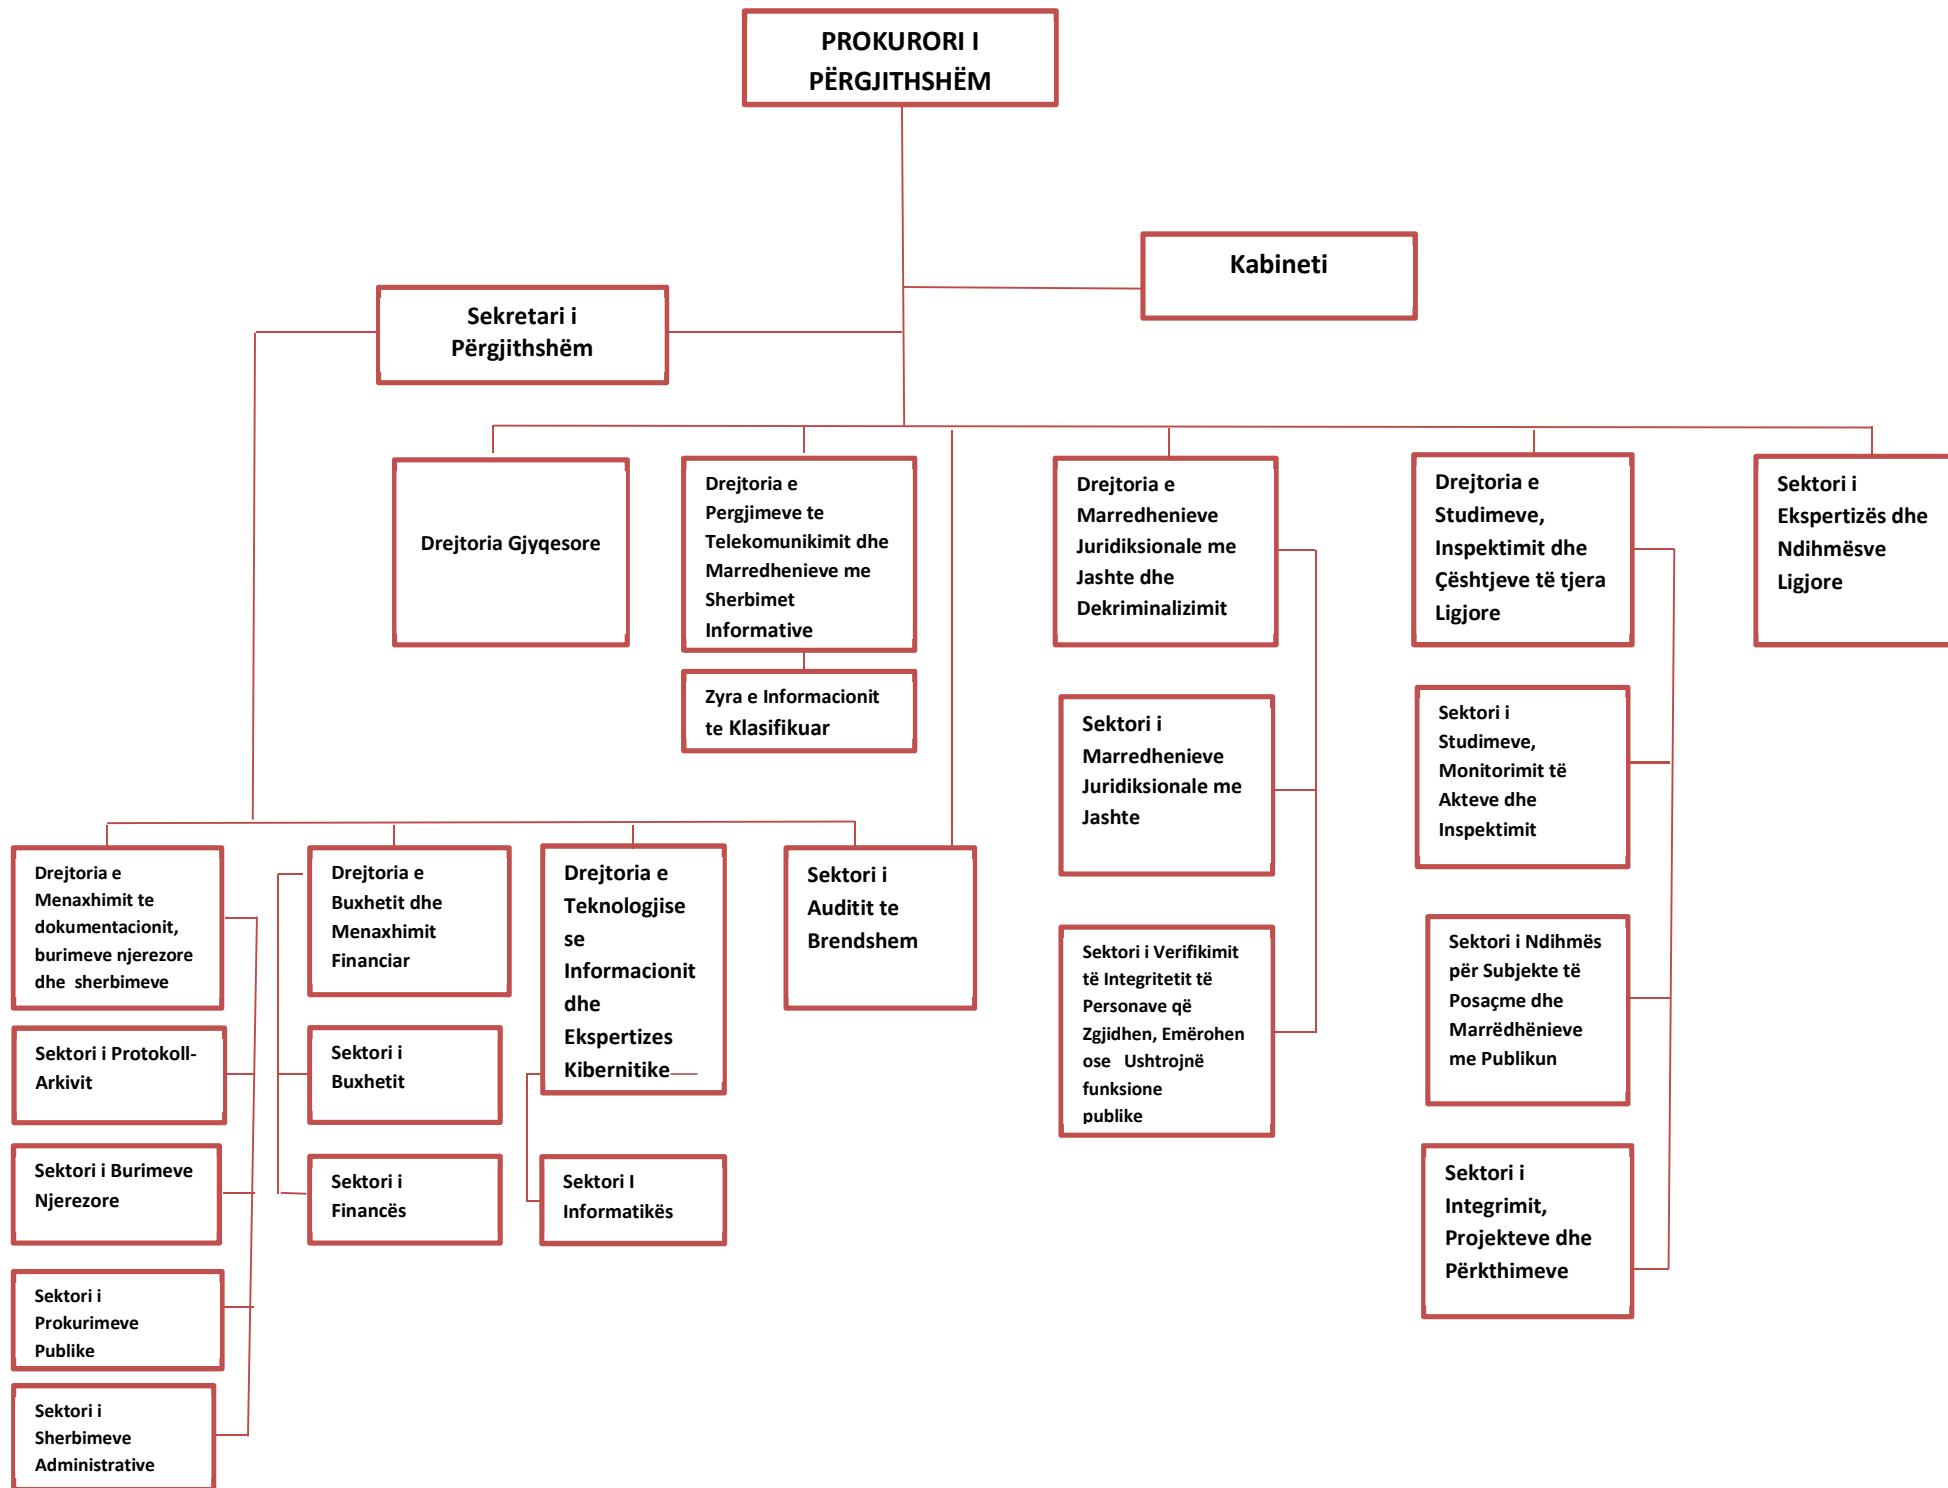 PROKURORI I
PËRGJITHSHËM
Kabineti
Sekretari i
Përgjithshëm
Drejtoria Gjyqesore
Drejtoria e
Pergjimeve te
Telekomunikimit dhe
Marredhenieve me
Sherbimet
Informative
Zyra e Informacionit
te Klasifikuar
Drejtoria e
Marredhenieve
Juridiksionale me
Jashte dhe
Dekriminalizimit
Sektori i
Marredhenieve
Juridiksionale me
Jashte
Sektori i Verifikimit
të Integritetit të
Personave që
Zgjidhen, Emërohen
ose Ushtrojnë
funksione
publike
Drejtoria e
Studimeve,
Inspektimit dhe
Çështjeve të tjera
Ligjore
Sektori i
Studimeve,
Monitorimit të
Akteve dhe
Inspektimit
Sektori i Ndihmës
për Subjekte të
Posaçme dhe
Marrëdhënieve
me Publikun
Sektori i
Integrimit,
Projekteve dhe
Përkthimeve
Sektori i
Ekspertizës dhe
Ndihmësve
Ligjore
Drejtoria e
Menaxhimit te
dokumentacionit,
burimeve njerezore
dhe sherbimeve
Sektori i Protokoll-
Arkivit
Sektori i Burimeve
Njerezore
Sektori i
Prokurimeve
Publike
Sektori i
Sherbimeve
Administrative
Drejtoria e
Buxhetit dhe
Menaxhimit
Financiar
Sektori i
Buxhetit
Sektori i
Financës
Drejtoria e
Teknologjise
se
Informacionit
dhe
Ekspertizes
Kibernitike
Sektori I
Informatikës
Sektori i
Auditit te
Brendshem